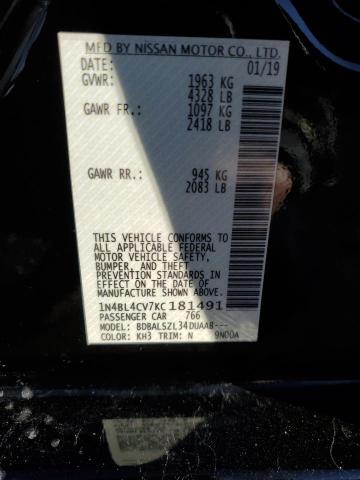 MFD BY NISSAN MOTOR CO., LTD.
DATE: 01/19
GVWR: 1963 KG
4328 LB
GAWR FR.: 1097 KG
2418 LB
GAWR RR.: 945 KG
2083 LB
THIS VEHICLE CONFORMS TO
ALL APPLICABLE FEDERAL
MOTOR VEHICLE SAFETY,
BUMPER, AND THEFT
PREVENTION STANDARDS
IN EFFECT ON THE DATE
OF MANUFACTURE SHOWN
ABOVE.
1N4BL4CV7KC181491
PASSENGER CAR 766
MODEL: BDBALSZL34DUAAB---
COLOR: KH3 TRIM: N 9N00A